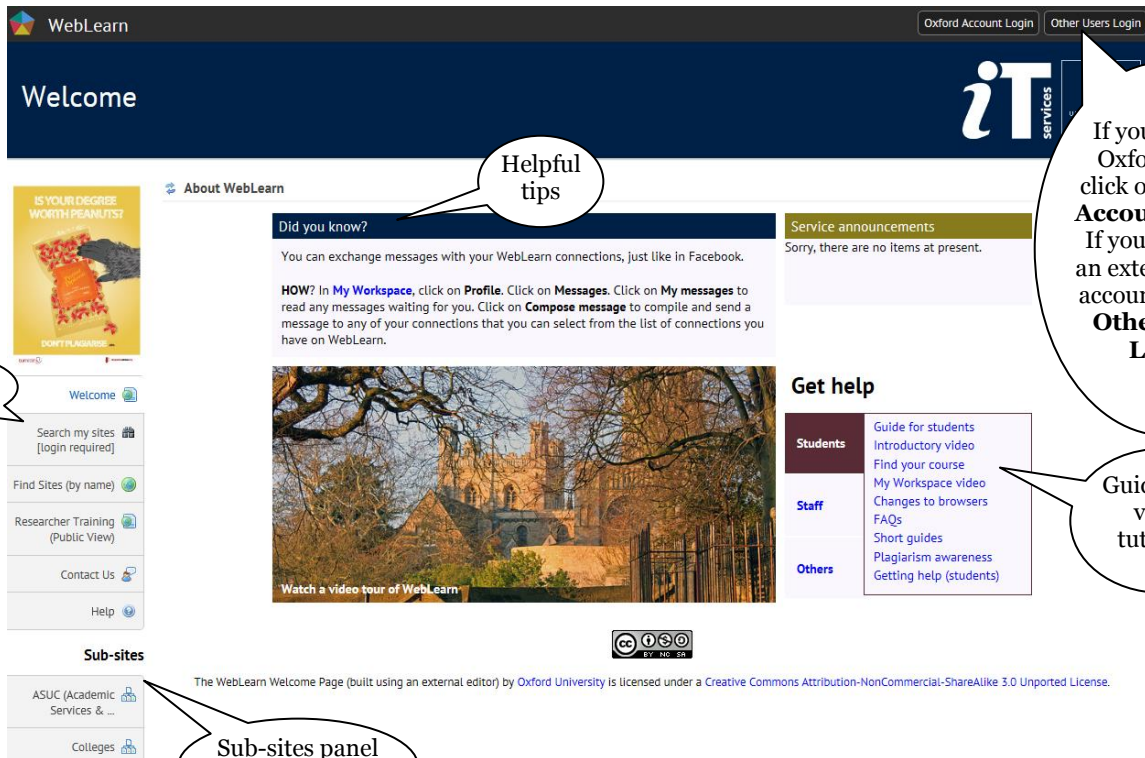 WebLearn
Oxford Account Login
Other Users Login
Welcome
iT
services
Helpful
tips
If you
Oxfo
click o
Accou
If you
an exte
accoun
Othe
L
About WebLearn
IS YOUR DEGREE
WORTH PEANUTS?
DON'T PLAGIARISE ...
Did you know?
You can exchange messages with your WebLearn connections, just like in Facebook.
HOW? In My Workspace, click on Profile. Click on Messages. Click on My messages to
read any messages waiting for you. Click on Compose message to compile and send a
message to any of your connections that you can select from the list of connections you
have on WebLearn.
Service announcements
Sorry, there are no items at present.
Watch a video tour of WebLearn
Get help
Students
Staff
Others
Guide for students
Introductory video
Find your course
My Workspace video
Changes to browsers
FAQs
Short guides
Plagiarism awareness
Getting help (students)
Guid
v
tut
Welcome
Search my sites
[login required]
Find Sites (by name)
Researcher Training
(Public View)
Contact Us
Help
Sub-sites
ASUC (Academic
Services & ...
Colleges
Sub-sites panel
CC BY NC SA
The WebLearn Welcome Page (built using an external editor) by Oxford University is licensed under a Creative Commons Attribution-NonCommercial-ShareAlike 3.0 Unported License.